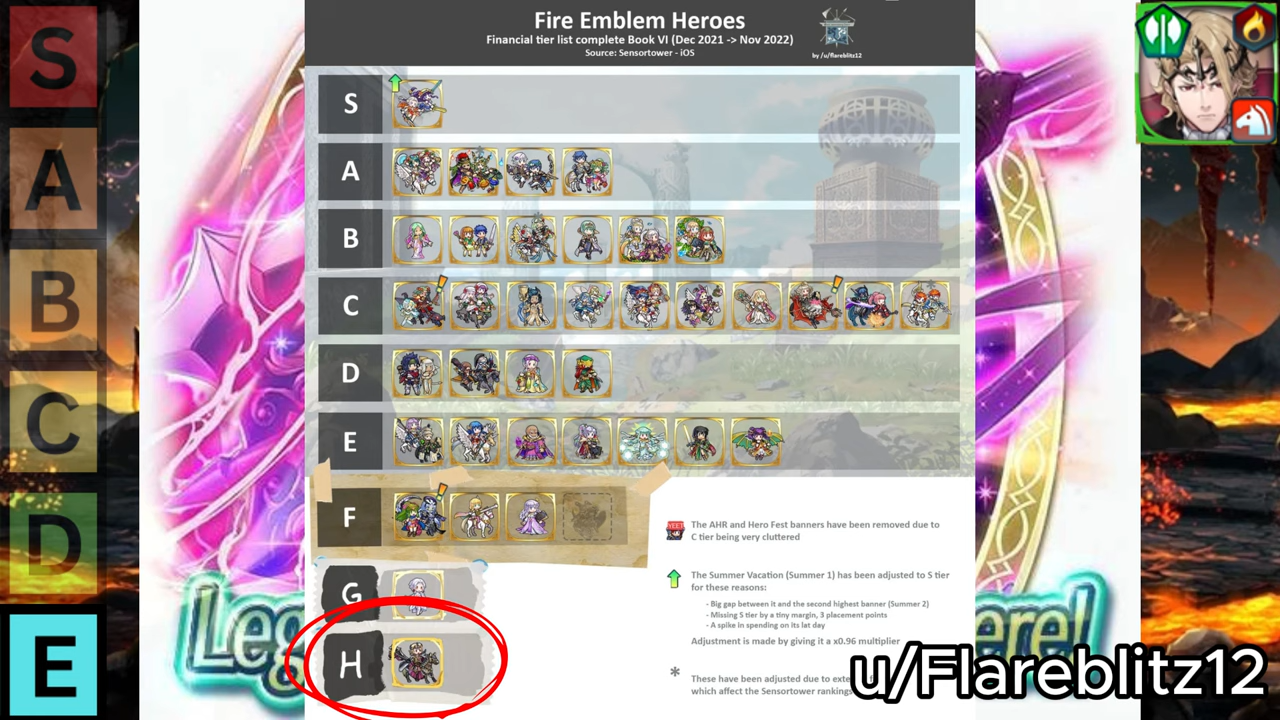 S
A
B
C
D
E
Fire Emblem Heroes
Financial tier list complete Book VI (Dec 2021 -> Nov 2022)
Source: Sensortower - iOS
by /u/flareblitz12
S
A
B
C
D
E
F
G
H
The AHR and Hero Fest banners have been removed due to
C tier being very cluttered
The Summer Vacation (Summer 1) has been adjusted to S tier
for these reasons:
- Big gap between it and the second highest banner (Summer 2)
- Missing S tier by a tiny margin, 3 placement points
- A spike in spending on its lat day
Adjustment is made by giving it a x0.96 multiplier
* These have been adjusted due to
which affect the Sensortower rankings
u/Flareblitz12
Leg
ere!